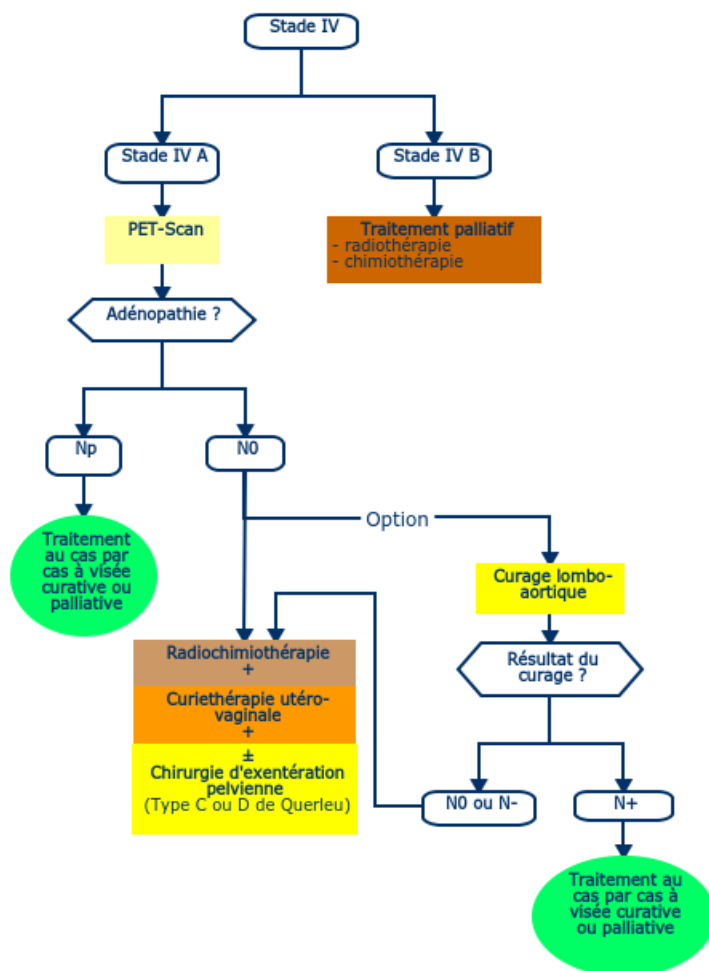 Stade IV
Stade IV A
Stade IV B
PET-Scan
Traitement palliatif
- radiothérapie
- chimiothérapie
Adénopathie ?
Np
N0
Option
Traitement
au cas par
cas à visée
curative ou
palliative
Curage lombo-
aortique
Radiochimiothérapie
+
Curiethérapie utéro-
vaginale
+
±
Chirurgie d'exentération
pelvienne
(Type C ou D de Querleu)
Résultat du
curage ?
N0 ou N-
N+
Traitement au
cas par cas à
visée curative
ou palliative